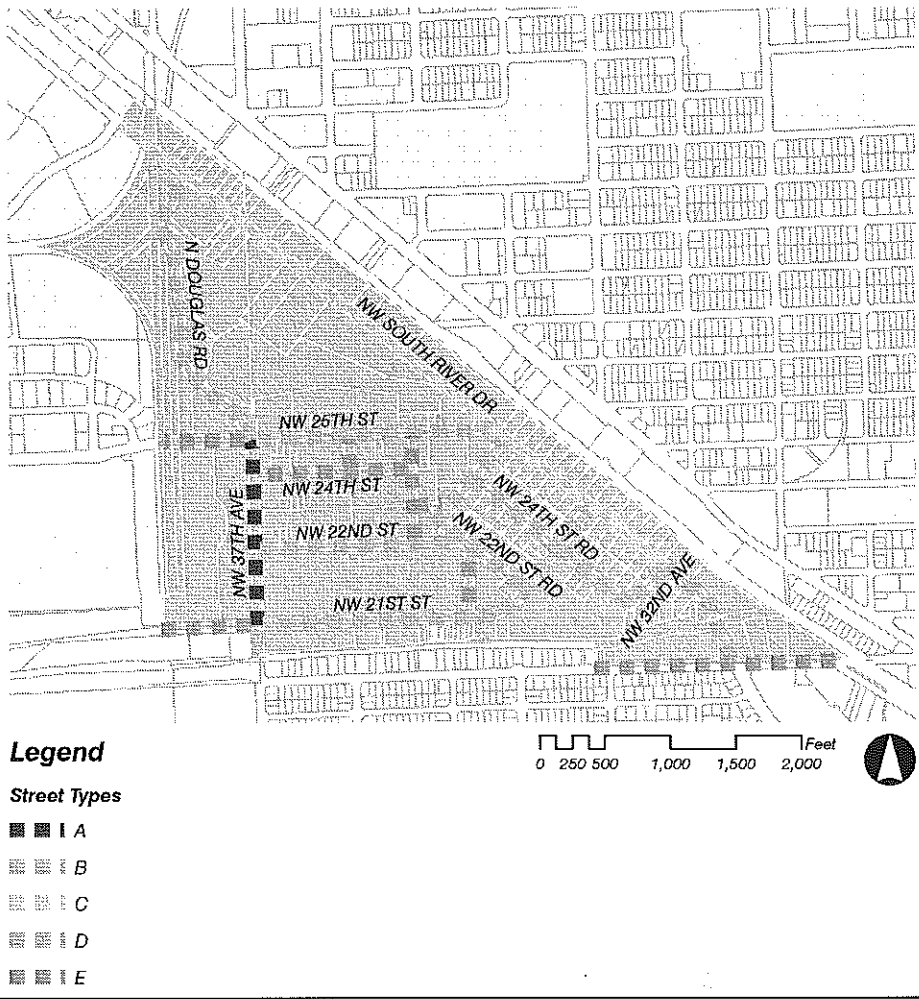 N DOUGLAS RD
NW SOUTH RIVER DR
NW 25TH ST
NW 24TH ST
NW 37TH AVE
NW 22ND ST
NW 24TH ST RD
NW 22ND ST RD
NW 21ST ST
NW 32ND AVE
Legend
Feet
0 250 500 1,000 1,500 2,000
Street Types
A
B
C
D
E